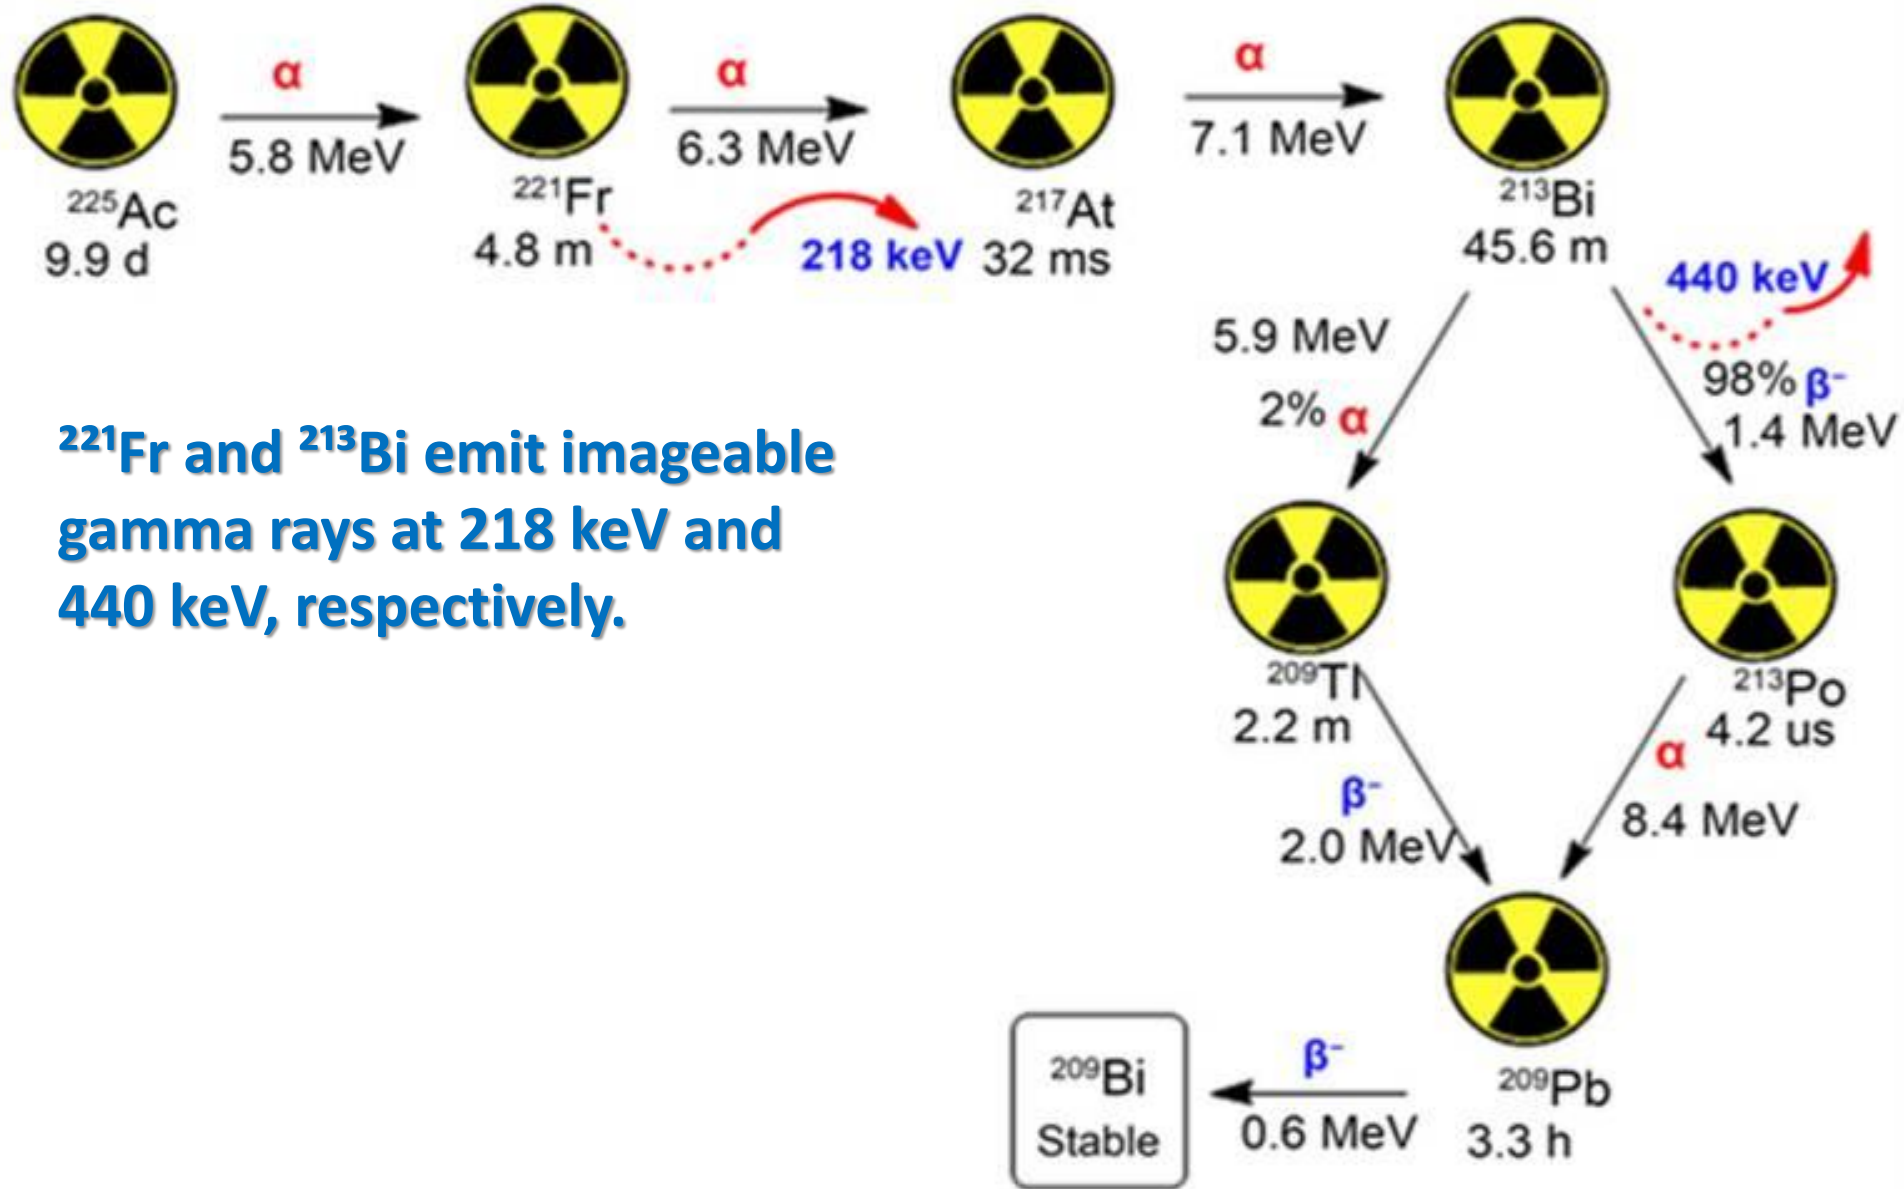 α
5.8 MeV
α
6.3 MeV
α
7.1 MeV
²²⁵Ac
9.9 d
²²¹Fr
4.8 m
218 keV
²¹⁷At
32 ms
²¹³Bi
45.6 m
440 keV
5.9 MeV
2% α
98% β⁻
1.4 MeV
²²¹Fr and ²¹³Bi emit imageable
gamma rays at 218 keV and
440 keV, respectively.
²⁰⁹Tl
2.2 m
²¹³Po
4.2 us
β⁻
2.0 MeV
α
8.4 MeV
²⁰⁹Bi
Stable
β⁻
0.6 MeV
²⁰⁹Pb
3.3 h